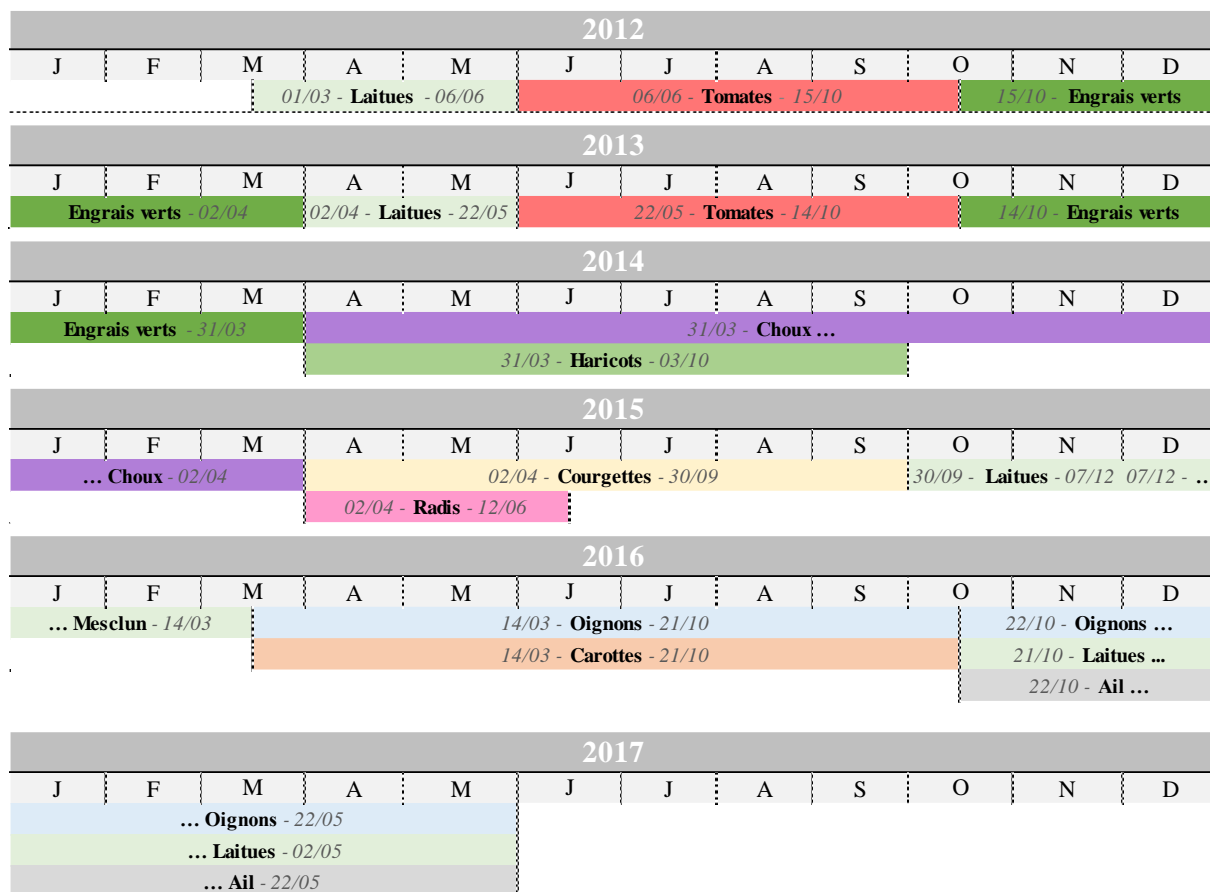 2012
J F M A M J J A S O N D
01/03 - Laitues - 06/06 06/06 - Tomates - 15/10 15/10 - Engrais verts
2013
J F M A M J J A S O N D
Engrais verts - 02/04 02/04 - Laitues - 22/05 22/05 - Tomates - 14/10 14/10 - Engrais verts
2014
J F M A M J J A S O N D
Engrais verts - 31/03 31/03 - Choux …
31/03 - Haricots - 03/10
2015
J F M A M J J A S O N D
… Choux - 02/04 02/04 - Courgettes - 30/09 30/09 - Laitues - 07/12 07/12 - …
02/04 - Radis - 12/06
2016
J F M A M J J A S O N D
… Mesclun - 14/03 14/03 - Oignons - 21/10 22/10 - Oignons …
14/03 - Carottes - 21/10 21/10 - Laitues ...
22/10 - Ail …
2017
J F M A M J J A S O N D
… Oignons - 22/05
… Laitues - 02/05
… Ail - 22/05